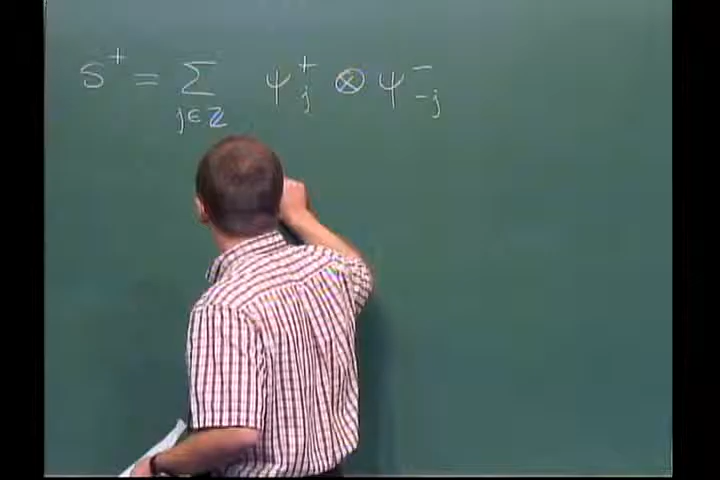 S⁺ = ∑_{j∈ℤ} ψ⁺_j ⊗ ψ⁻_{-j}